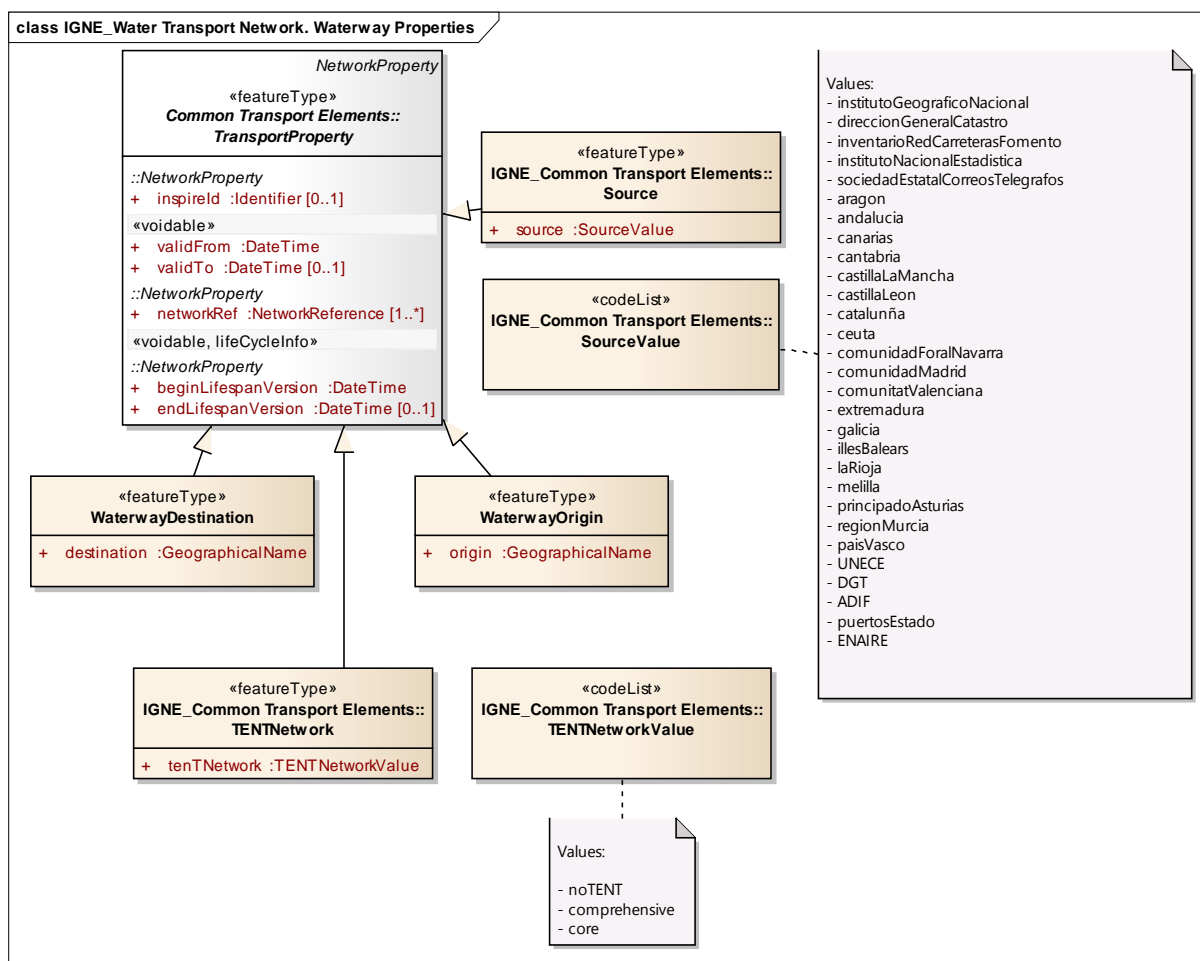 class IGNE_Water Transport Network. Waterway Properties
NetworkProperty
«featureType»
Common Transport Elements::
TransportProperty
::NetworkProperty
+ inspireId :Identifier [0..1]
«voidable»
+ validFrom :DateTime
+ validTo :DateTime [0..1]
::NetworkProperty
+ networkRef :NetworkReference [1..*]
«voidable, lifeCycleInfo»
::NetworkProperty
+ beginLifespanVersion :DateTime
+ endLifespanVersion :DateTime [0..1]
«featureType»
IGNE_Common Transport Elements::
Source
+ source :SourceValue
«codeList»
IGNE_Common Transport Elements::
SourceValue
Values:
- institutoGeograficoNacional
- direccionGeneralCatastro
- inventarioRedCarreterasFomento
- institutoNacionalEstadistica
- sociedadEstatalCorreosTelegrafos
- aragon
- andalucia
- canarias
- cantabria
- castillaLaMancha
- castillaLeon
- catalunña
- ceuta
- comunidadForalNavarra
- comunidadMadrid
- comunitatValenciana
- extremadura
- galicia
- illesBalears
- laRioja
- melilla
- principadoAsturias
- regionMurcia
- paisVasco
- UNECE
- DGT
- ADIF
- puertosEstado
- ENAIRE
«featureType»
WaterwayDestination
+ destination :GeographicalName
«featureType»
WaterwayOrigin
+ origin :GeographicalName
«featureType»
IGNE_Common Transport Elements::
TENTNetwork
+ tenTNetwork :TENTNetworkValue
«codeList»
IGNE_Common Transport Elements::
TENTNetworkValue
Values:
- noTENT
- comprehensive
- core